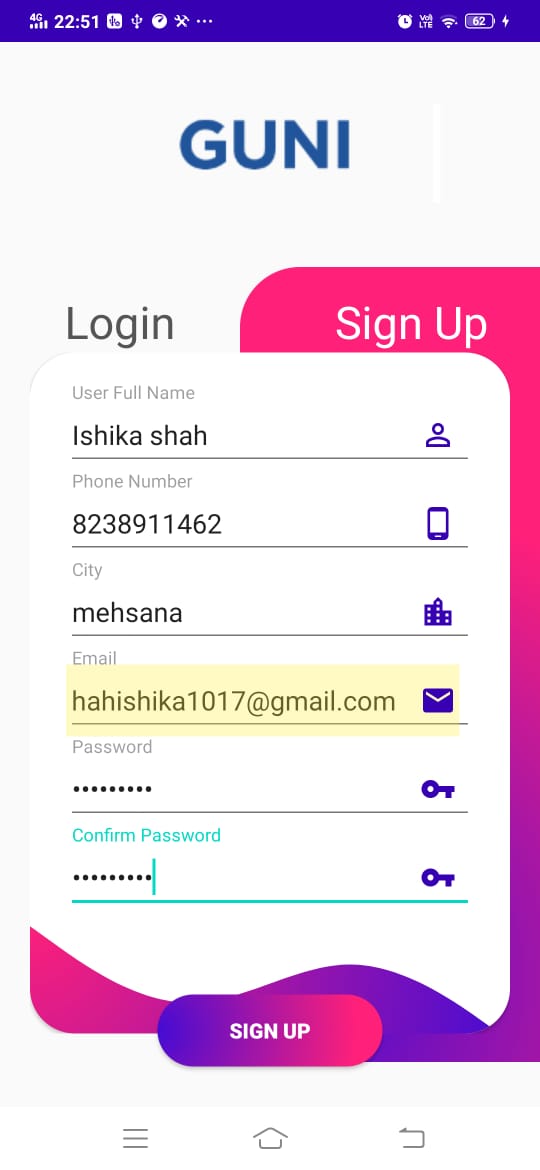 4G 22:51 Vo) LTE 62
GUNI
Login Sign Up
User Full Name
Ishika shah
Phone Number
8238911462
City
mehsana
Email
hahishika1017@gmail.com
Password
•••••••••
Confirm Password
•••••••••
SIGN UP